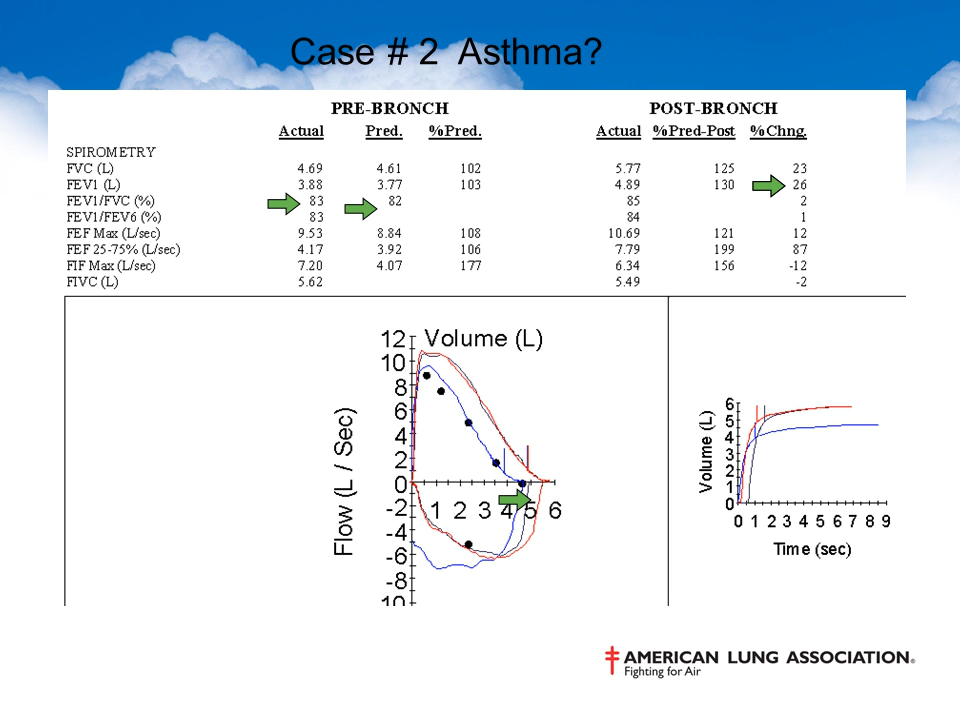 Case # 2 Asthma?
PRE-BRONCH POST-BRONCH
Actual Pred. %Pred. Actual %Pred-Post %Chng.
SPIROMETRY
FVC (L) 4.69 4.61 102 5.77 125 23
FEV1 (L) 3.88 3.77 103 4.89 130 26
FEV1/FVC (%) 83 82 85 2
FEV1/FEV6 (%) 83 84 1
FEF Max (L/sec) 9.53 8.84 108 10.69 121 12
FEF 25-75% (L/sec) 4.17 3.92 106 7.79 199 87
FIF Max (L/sec) 7.20 4.07 177 6.34 156 -12
FIVC (L) 5.62 5.49 -2
12 Volume (L)
10
8
6
4
2
0
-2
-4
-6
-8
10
1 2 3 4 5 6
Flow (L / Sec)
Volume (L)
6
5
4
3
2
1
0
0 1 2 3 4 5 6 7 8 9
Time (sec)
AMERICAN LUNG ASSOCIATION®
Fighting for Air